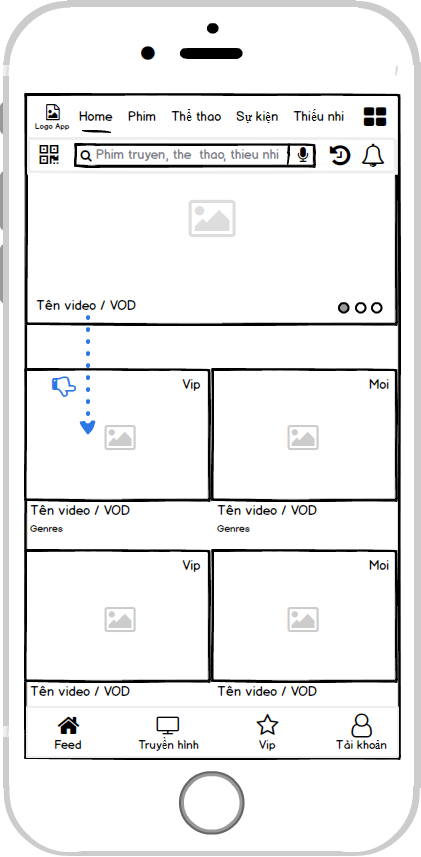 Logo App
Home Phim Thể thao Sự kiện Thiếu nhi
Phim truyen, the thao, thieu nhi
Tên video / VOD
Vip Moi
Tên video / VOD Tên video / VOD
Genres Genres
Vip Moi
Tên video / VOD Tên video / VOD
Feed Truyền hình Vip Tài khoản